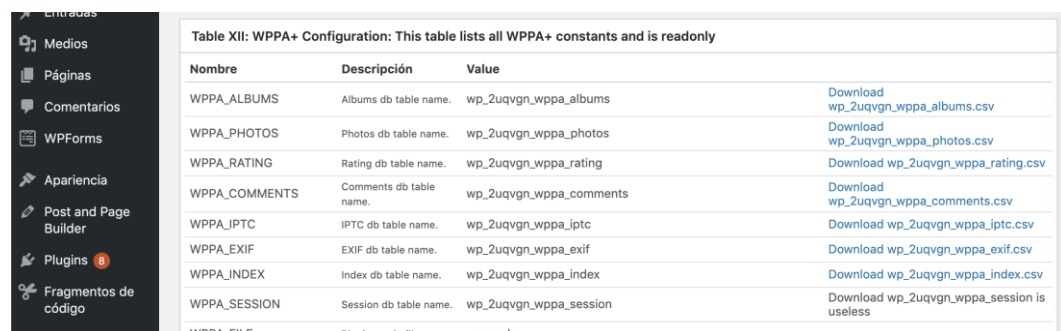 Entradas
Medios
Páginas
Comentarios
WPForms
Apariencia
Post and Page
Builder
Plugins 8
Fragmentos de
código
Table XII: WPPA+ Configuration: This table lists all WPPA+ constants and is readonly
Nombre Descripción Value
WPPA_ALBUMS Albums db table name. wp_2uqvgn_wppa_albums Download
wp_2uqvgn_wppa_albums.csv
WPPA_PHOTOS Photos db table name. wp_2uqvgn_wppa_photos Download
wp_2uqvgn_wppa_photos.csv
WPPA_RATING Rating db table name. wp_2uqvgn_wppa_rating Download wp_2uqvgn_wppa_rating.csv
WPPA_COMMENTS Comments db table
name. wp_2uqvgn_wppa_comments Download
wp_2uqvgn_wppa_comments.csv
WPPA_IPTC IPTC db table name. wp_2uqvgn_wppa_iptc Download wp_2uqvgn_wppa_iptc.csv
WPPA_EXIF EXIF db table name. wp_2uqvgn_wppa_exif Download wp_2uqvgn_wppa_exif.csv
WPPA_INDEX Index db table name. wp_2uqvgn_wppa_index Download wp_2uqvgn_wppa_index.csv
WPPA_SESSION Session db table name. wp_2uqvgn_wppa_session Download wp_2uqvgn_wppa_session is
useless